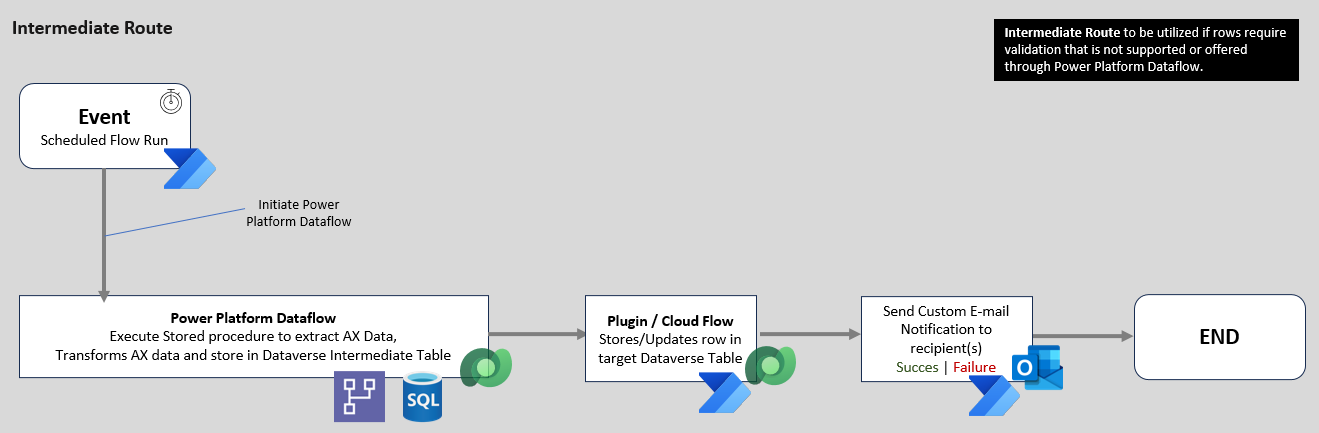 Intermediate Route
Intermediate Route to be utilized if rows require
validation that is not supported or offered
through Power Platform Dataflow.
Event
Scheduled Flow Run
Initiate Power
Platform Dataflow
Power Platform Dataflow
Execute Stored procedure to extract AX Data,
Transforms AX data and store in Dataverse Intermediate Table
SQL
Plugin / Cloud Flow
Stores/Updates row in
target Dataverse Table
Send Custom E-mail
Notification to
recipient(s)
Succes | Failure
O
END